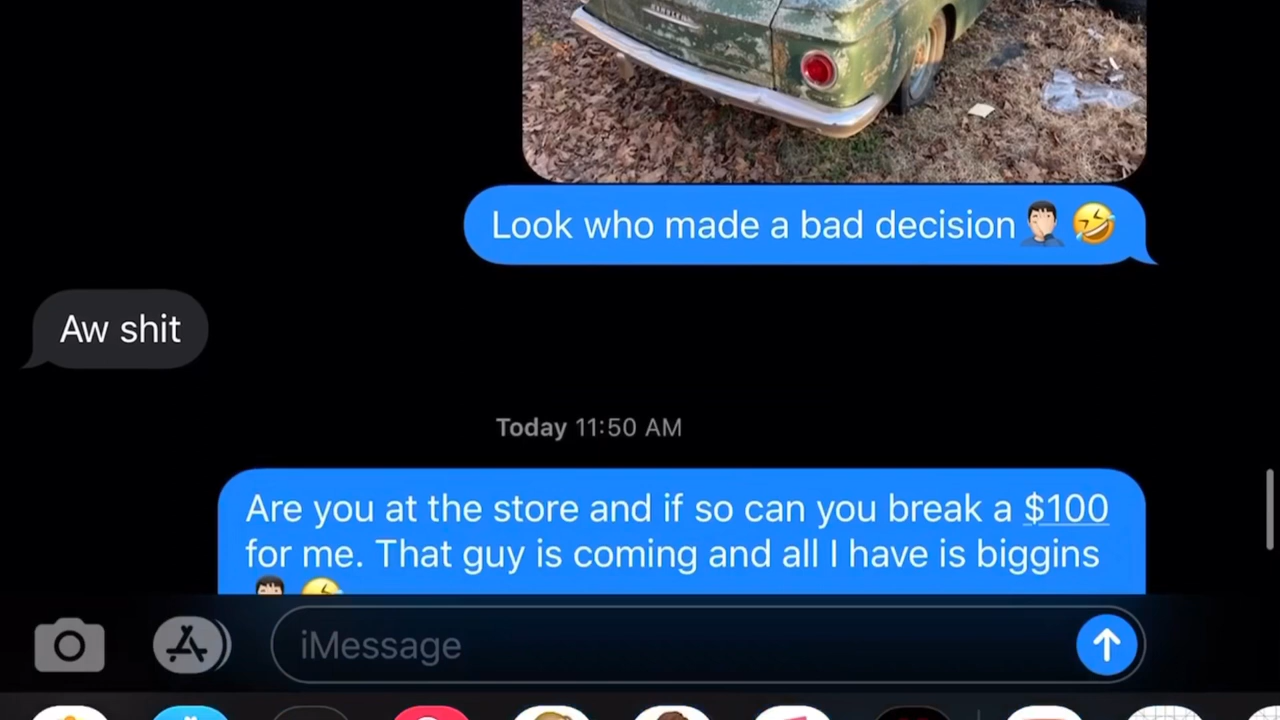 Look who made a bad decision🤦🏻‍♂️🤣
Aw shit
Today 11:50 AM
Are you at the store and if so can you break a $100
for me. That guy is coming and all I have is biggins
iMessage